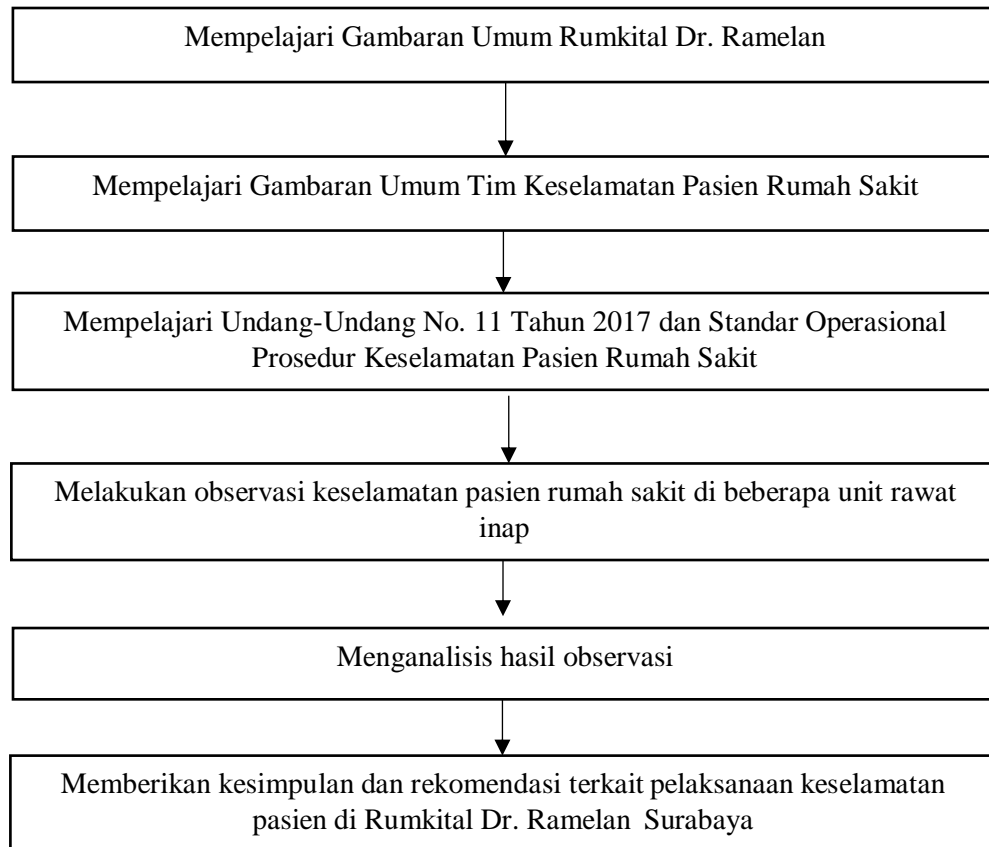 Mempelajari Gambaran Umum Rumkital Dr. Ramelan
Mempelajari Gambaran Umum Tim Keselamatan Pasien Rumah Sakit
Mempelajari Undang-Undang No. 11 Tahun 2017 dan Standar Operasional
Prosedur Keselamatan Pasien Rumah Sakit
Melakukan observasi keselamatan pasien rumah sakit di beberapa unit rawat
inap
Menganalisis hasil observasi
Memberikan kesimpulan dan rekomendasi terkait pelaksanaan keselamatan
pasien di Rumkital Dr. Ramelan Surabaya